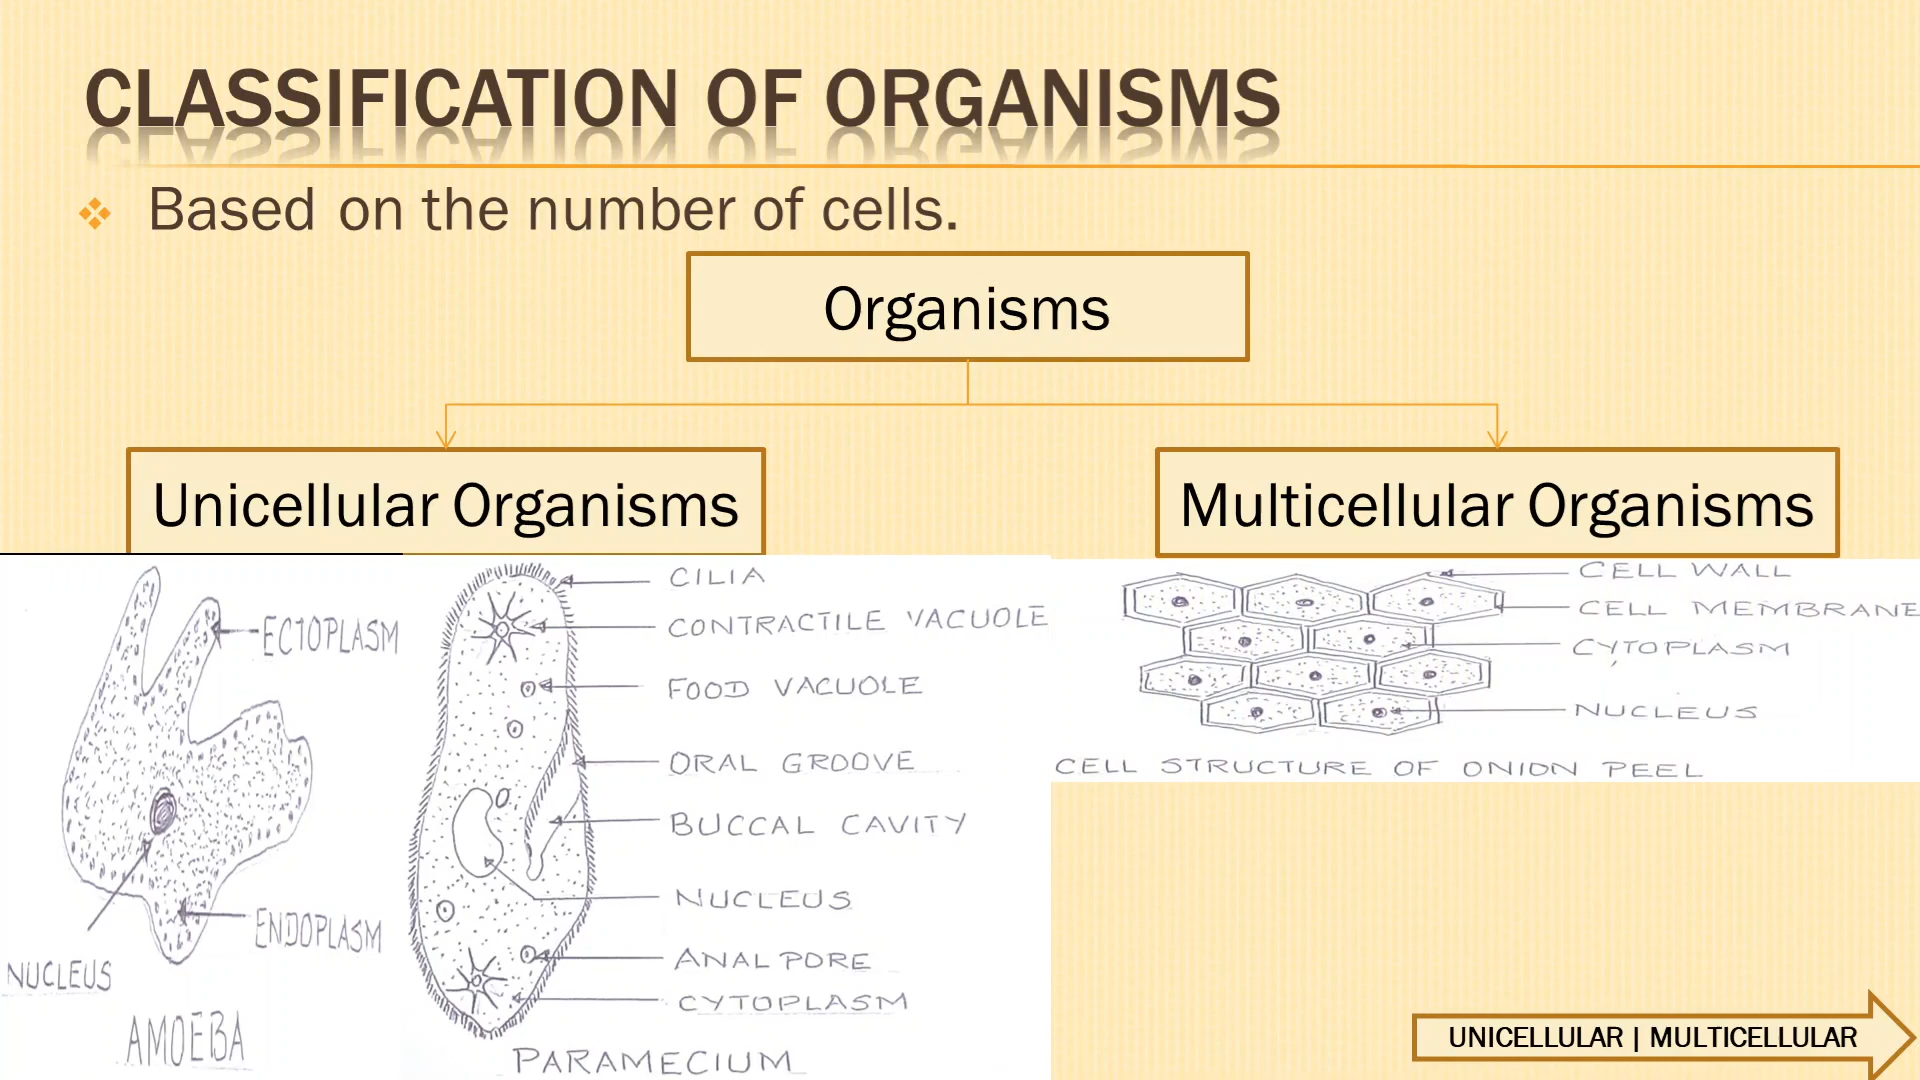 CLASSIFICATION OF ORGANISMS
Based on the number of cells.
Organisms
Unicellular Organisms
Multicellular Organisms
ECTOPLASM
ENDOPLASM
NUCLEUS
AMOEBA
CILIA
CONTRACTILE VACUOLE
FOOD VACUOLE
ORAL GROOVE
BUCCAL CAVITY
NUCLEUS
ANAL PORE
CYTOPLASM
PARAMECIUM
CELL WALL
CELL MEMBRANE
CYTOPLASM
NUCLEUS
CELL STRUCTURE OF ONION PEEL
UNICELLULAR | MULTICELLULAR